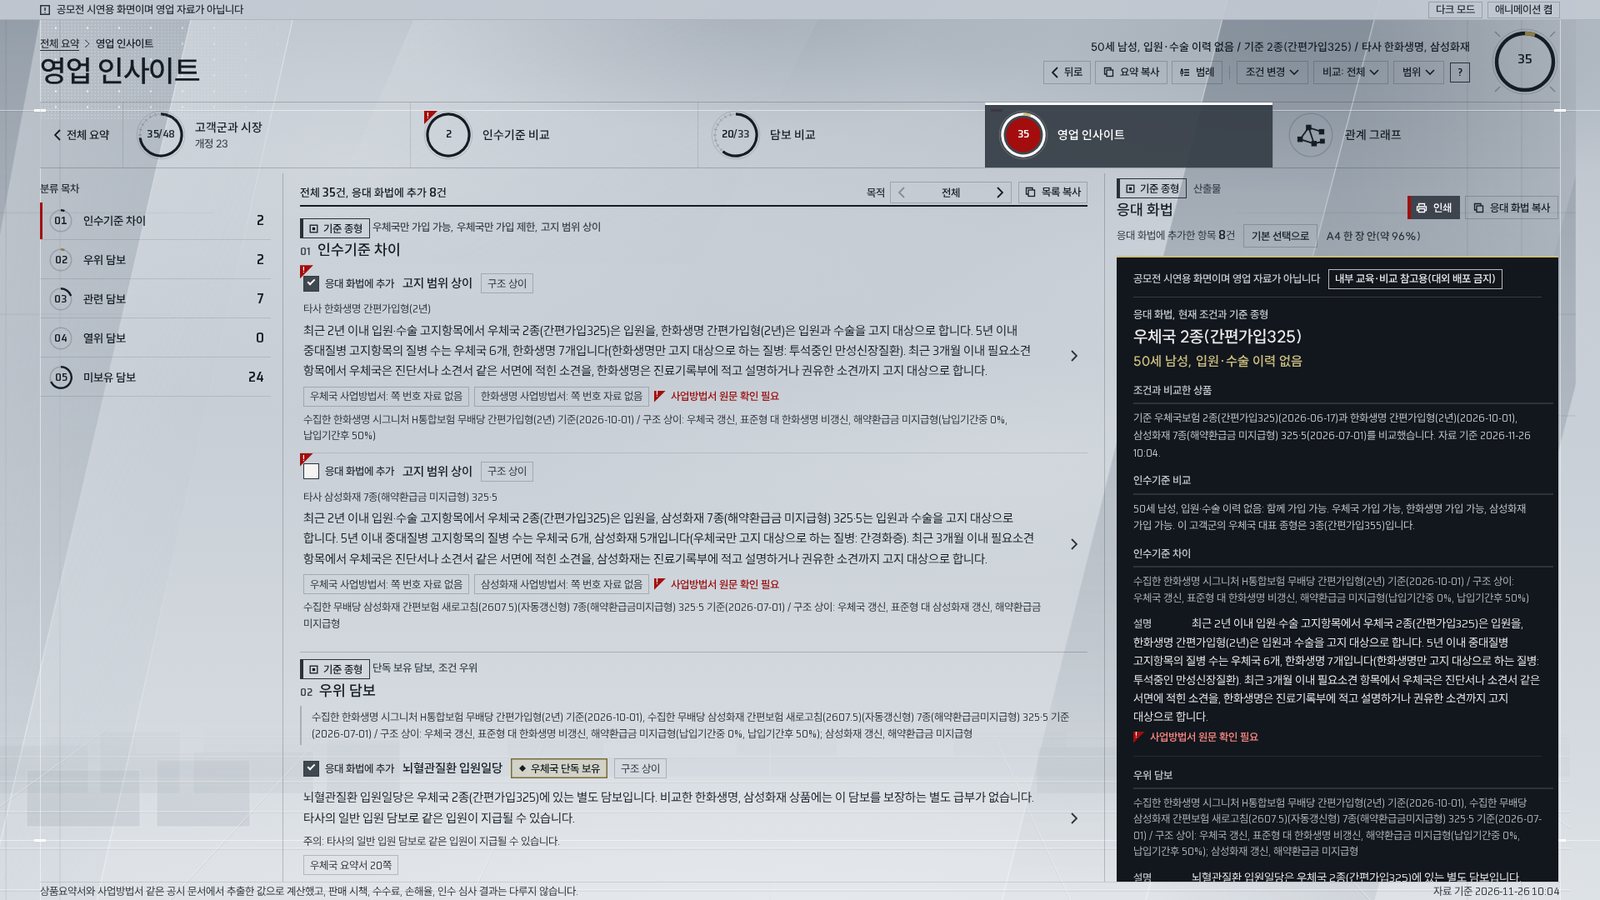 공모전 시연용 화면이며 영업 자료가 아닙니다
다크 모드
애니메이션 켬
전체 요약 > 영업 인사이트
영업 인사이트
50세 남성, 입원·수술 이력 없음 / 기준 2종(간편가입325) / 타사 한화생명, 삼성화재
뒤로
요약 복사
범례
조건 변경
비교: 전체
범위
?
35
전체 요약
35/48
고객군과 시장
개정 23
2
인수기준 비교
20/33
담보 비교
35
영업 인사이트
관계 그래프
분류 목차
01 인수기준 차이 2
02 우위 담보 2
03 관련 담보 7
04 열위 담보 0
05 미보유 담보 24
전체 35건, 응대 화법에 추가 8건
목적
전체
목록 복사
기준 종형 우체국만 가입 가능, 우체국만 가입 제한, 고지 범위 상이
01 인수기준 차이
응대 화법에 추가 고지 범위 상이 구조 상이
타사 한화생명 간편가입형(2년)
최근 2년 이내 입원·수술 고지항목에서 우체국 2종(간편가입325)은 입원을, 한화생명 간편가입형(2년)은 입원과 수술을 고지 대상으로 합니다. 5년 이내
중대질병 고지항목의 질병 수는 우체국 6개, 한화생명 7개입니다(한화생명만 고지 대상으로 하는 질병: 투석중인 만성신장질환). 최근 3개월 이내 필요소견
항목에서 우체국은 진단서나 소견서 같은 서면에 적힌 소견을, 한화생명은 진료기록부에 적고 설명하거나 권유한 소견까지 고지 대상으로 합니다.
우체국 사업방법서: 쪽 번호 자료 없음
한화생명 사업방법서: 쪽 번호 자료 없음
사업방법서 원문 확인 필요
수집한 한화생명 시그니처 H통합보험 무배당 간편가입형(2년) 기준(2026-10-01) / 구조 상이: 우체국 갱신, 표준형 대 한화생명 비갱신, 해약환급금 미지급형(납입기간중 0%,
납입기간후 50%)
응대 화법에 추가 고지 범위 상이 구조 상이
타사 삼성화재 7종(해약환급금 미지급형) 325·5
최근 2년 이내 입원·수술 고지항목에서 우체국 2종(간편가입325)은 입원을, 삼성화재 7종(해약환급금 미지급형) 325·5는 입원과 수술을 고지 대상으로
합니다. 5년 이내 중대질병 고지항목의 질병 수는 우체국 6개, 삼성화재 5개입니다(우체국만 고지 대상으로 하는 질병: 간경화증). 최근 3개월 이내 필요소견
항목에서 우체국은 진단서나 소견서 같은 서면에 적힌 소견을, 삼성화재는 진료기록부에 적고 설명하거나 권유한 소견까지 고지 대상으로 합니다.
우체국 사업방법서: 쪽 번호 자료 없음
삼성화재 사업방법서: 쪽 번호 자료 없음
사업방법서 원문 확인 필요
수집한 무배당 삼성화재 간편보험 새로고침(2607.5)(자동갱신형) 7종(해약환급금미지급형) 325·5 기준(2026-07-01) / 구조 상이: 우체국 갱신, 표준형 대 삼성화재 갱신, 해약환급금
미지급형
기준 종형 단독 보유 담보, 조건 우위
02 우위 담보
수집한 한화생명 시그니처 H통합보험 무배당 간편가입형(2년) 기준(2026-10-01), 수집한 무배당 삼성화재 간편보험 새로고침(2607.5)(자동갱신형) 7종(해약환급금미지급형) 325·5 기준
(2026-07-01) / 구조 상이: 우체국 갱신, 표준형 대 한화생명 비갱신, 해약환급금 미지급형(납입기간중 0%, 납입기간후 50%); 삼성화재 갱신, 해약환급금 미지급형
응대 화법에 추가 뇌혈관질환 입원일당 우체국 단독 보유 구조 상이
뇌혈관질환 입원일당은 우체국 2종(간편가입325)에 있는 별도 담보입니다. 비교한 한화생명, 삼성화재 상품에는 이 담보를 보장하는 별도 급부가 없습니다.
타사의 일반 입원 담보로 같은 입원이 지급될 수 있습니다.
주의: 타사의 일반 입원 담보로 같은 입원이 지급될 수 있습니다.
우체국 요약서 20쪽
기준 종형 산출물
응대 화법
인쇄
응대 화법 복사
응대 화법에 추가한 항목 8건
기본 선택으로
A4 한 장 안(약 96%)
공모전 시연용 화면이며 영업 자료가 아닙니다
내부 교육·비교 참고용(대외 배포 금지)
응대 화법, 현재 조건과 기준 종형
우체국 2종(간편가입325)
50세 남성, 입원·수술 이력 없음
조건과 비교한 상품
기준 우체국보험 2종(간편가입325)(2026-06-17)과 한화생명 간편가입형(2년)(2026-10-01),
삼성화재 7종(해약환급금 미지급형) 325·5(2026-07-01)를 비교했습니다. 자료 기준 2026-11-26
10:04.
인수기준 비교
50세 남성, 입원·수술 이력 없음: 함께 가입 가능. 우체국 가입 가능, 한화생명 가입 가능, 삼성화재
가입 가능. 이 고객군의 우체국 대표 종형은 3종(간편가입355)입니다.
인수기준 차이
수집한 한화생명 시그니처 H통합보험 무배당 간편가입형(2년) 기준(2026-10-01) / 구조 상이:
우체국 갱신, 표준형 대 한화생명 비갱신, 해약환급금 미지급형(납입기간중 0%, 납입기간후 50%)
설명 최근 2년 이내 입원·수술 고지항목에서 우체국 2종(간편가입325)은 입원을,
한화생명 간편가입형(2년)은 입원과 수술을 고지 대상으로 합니다. 5년 이내 중대질병
고지항목의 질병 수는 우체국 6개, 한화생명 7개입니다(한화생명만 고지 대상으로 하는 질병:
투석중인 만성신장질환). 최근 3개월 이내 필요소견 항목에서 우체국은 진단서나 소견서 같은
서면에 적힌 소견을, 한화생명은 진료기록부에 적고 설명하거나 권유한 소견까지 고지
대상으로 합니다.
사업방법서 원문 확인 필요
우위 담보
수집한 한화생명 시그니처 H통합보험 무배당 간편가입형(2년) 기준(2026-10-01), 수집한 무배당
삼성화재 간편보험 새로고침(2607.5)(자동갱신형) 7종(해약환급금미지급형) 325·5 기준(2026-07-
01) / 구조 상이: 우체국 갱신, 표준형 대 한화생명 비갱신, 해약환급금 미지급형(납입기간중 0%,
납입기간후 50%); 삼성화재 갱신, 해약환급금 미지급형
설명 뇌혈관질환 입원일당은 우체국 2종(간편가입325)에 있는 별도 담보입니다.
상품요약서와 사업방법서 같은 공시 문서에서 추출한 값으로 계산했고, 판매 시책, 수수료, 손해율, 인수 심사 결과는 다루지 않습니다.
자료 기준 2026-11-26 10:04